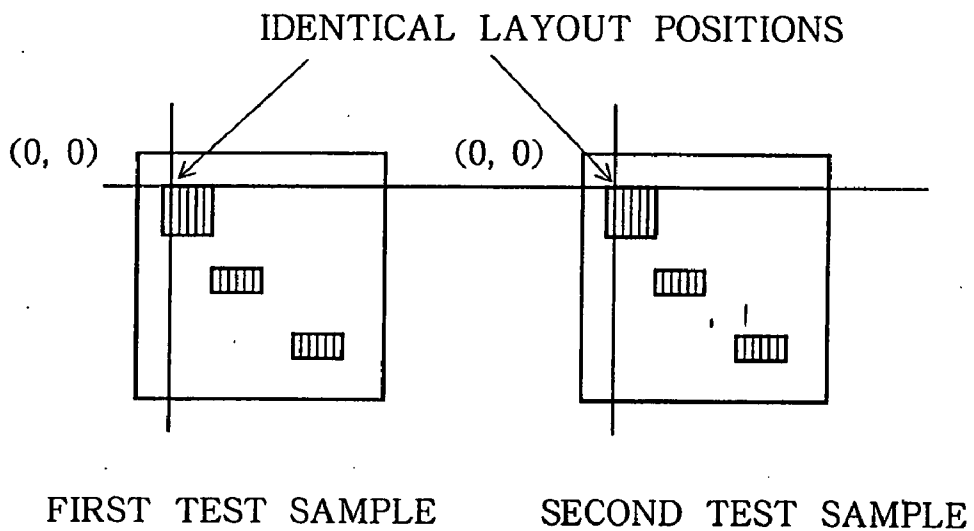 IDENTICAL LAYOUT POSITIONS
(0, 0)
(0, 0)
FIRST TEST SAMPLE
SECOND TEST SAMPLE